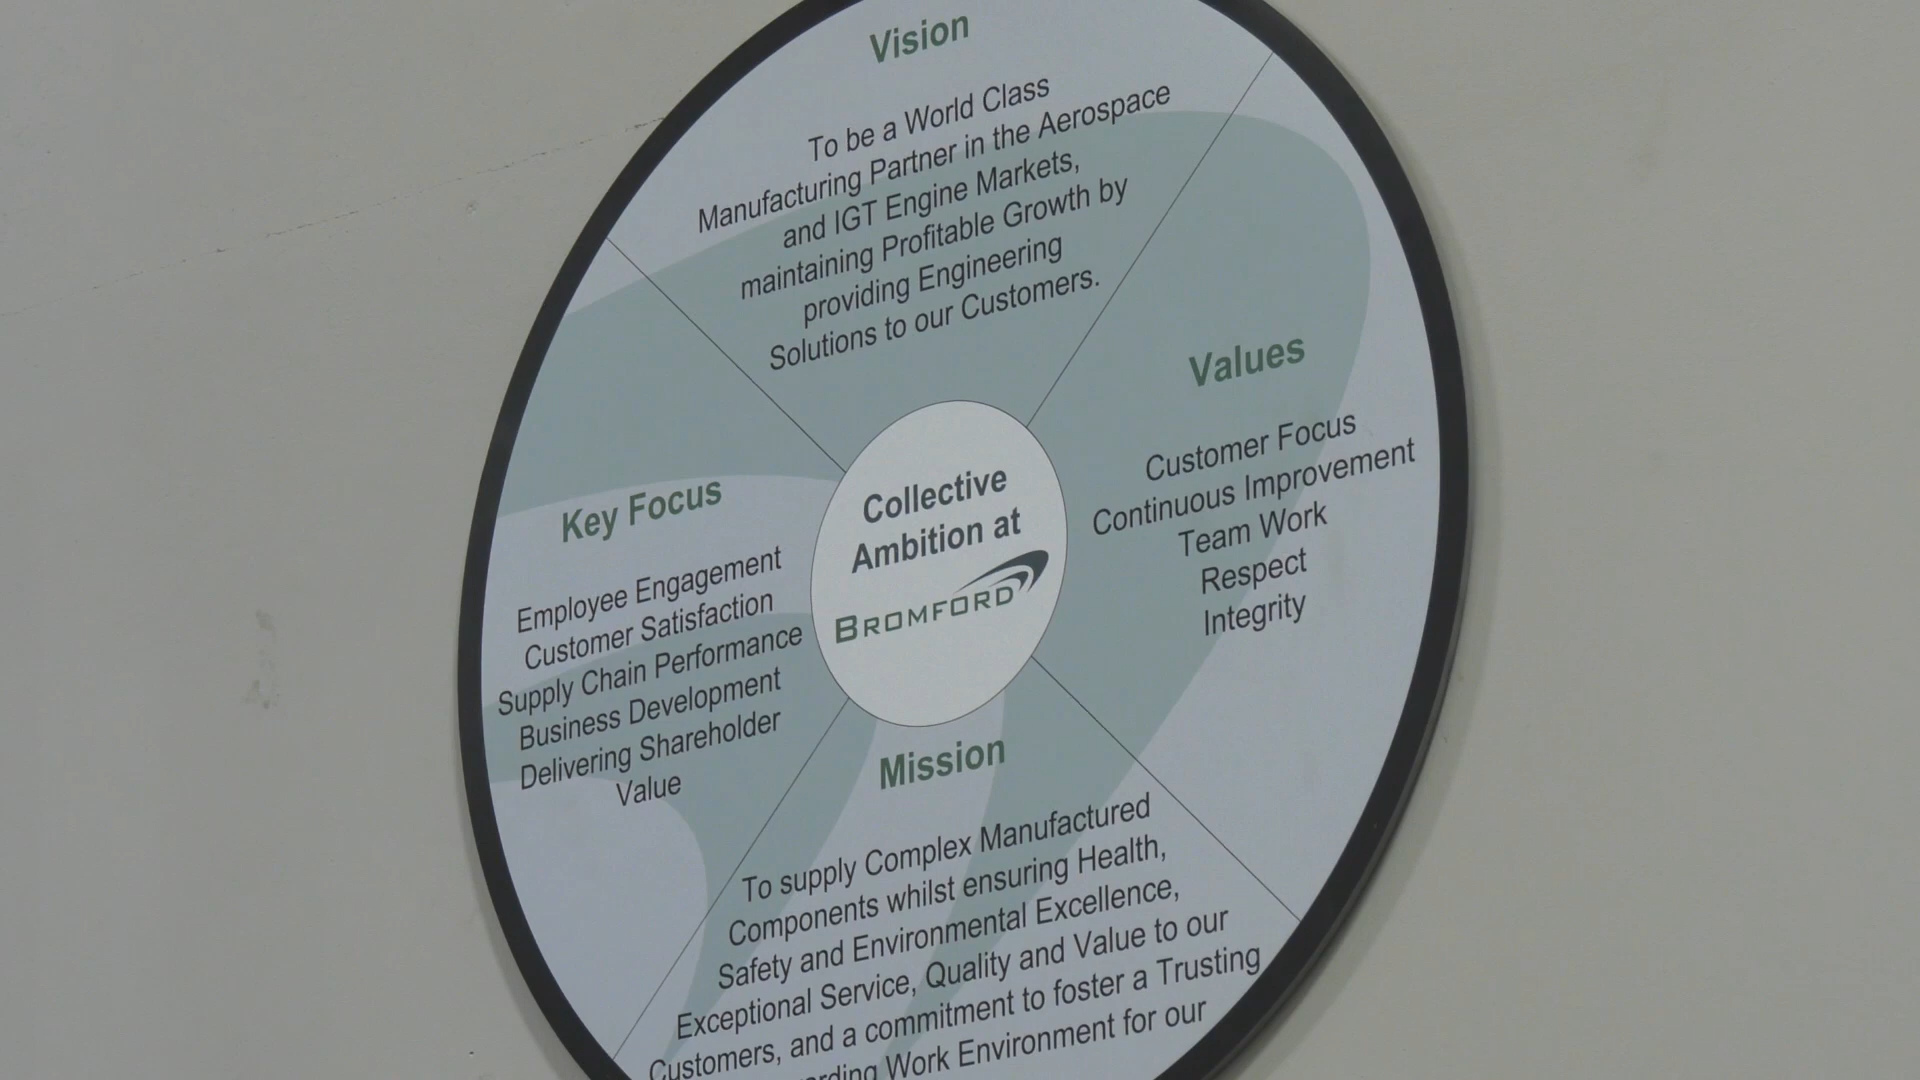 Vision
To be a World Class
Manufacturing Partner in the Aerospace
and IGT Engine Markets,
maintaining Profitable Growth by
providing Engineering
Solutions to our Customers.
Values
Customer Focus
Continuous Improvement
Team Work
Respect
Integrity
Key Focus
Employee Engagement
Customer Satisfaction
Supply Chain Performance
Business Development
Delivering Shareholder
Value
Collective
Ambition at
BROMFORD
Mission
To supply Complex Manufactured
Components whilst ensuring Health,
Safety and Environmental Excellence,
Exceptional Service, Quality and Value to our
Customers, and a commitment to foster a Trusting
Work Environment for our